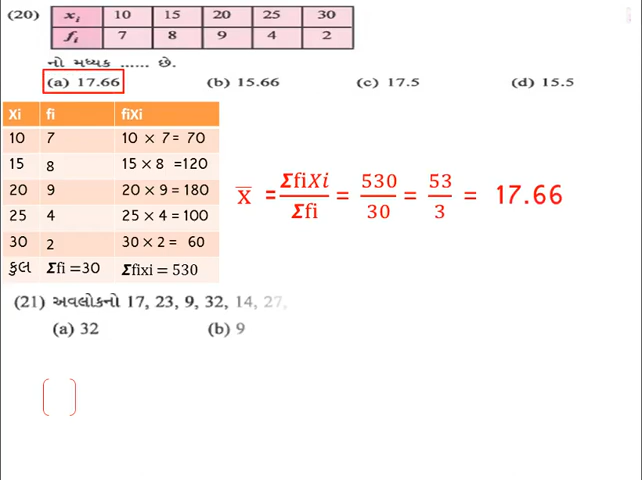 (20) xi 10 15 20 25 30
fi 7 8 9 4 2
નો મધ્યક ...... છે.
(a) 17.66 (b) 15.66 (c) 17.5 (d) 15.5
Xi fi fiXi
10 7 10 × 7 = 70
15 8 15 × 8 =120
20 9 20 × 9 = 180
25 4 25 × 4 = 100
30 2 30 × 2 = 60
કુલ Σfi =30 Σfixi = 530
x̄ = ΣfiXi / Σfi = 530 / 30 = 53 / 3 = 17.66
(21) અવલોકનો 17, 23, 9, 32, 14, 27,
(a) 32 (b) 9